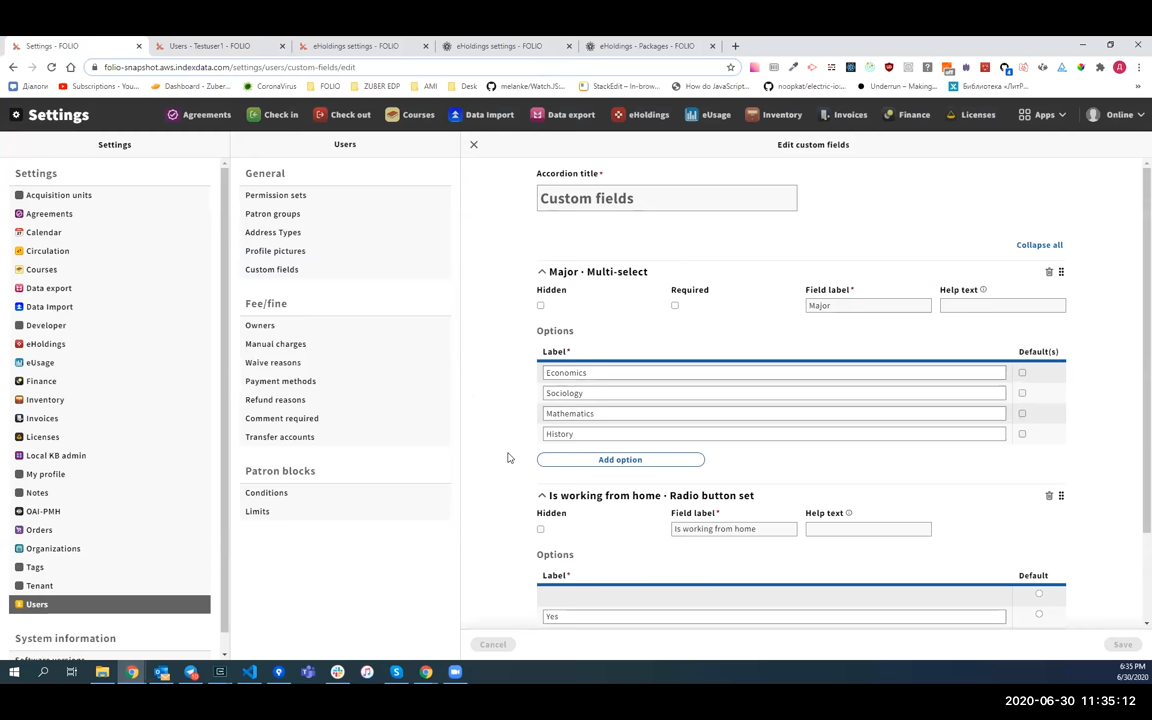 Settings - FOLIO
Users - Testuser1 - FOLIO
eHoldings settings - FOLIO
eHoldings settings - FOLIO
eHoldings - Packages - FOLIO
folio-snapshot.aws.indexdata.com/settings/users/custom-fields/edit
Діалоги
Subscriptions - You...
Dashboard - Zuber...
CoronaVirus
FOLIO
ZUBER EDP
AMI
Desk
melanke/WatchJS:...
StackEdit – In-brow...
How do JavaScript...
noopkat/electric-io:...
Underrun – Making...
Библиотека «ЛитР...
Settings
Agreements
Check in
Check out
Courses
Data Import
Data export
eHoldings
eUsage
Inventory
Invoices
Finance
Licenses
Apps
Online
Settings
Users
Edit custom fields
Settings
Acquisition units
Agreements
Calendar
Circulation
Courses
Data export
Data Import
Developer
eHoldings
eUsage
Finance
Inventory
Invoices
Licenses
Local KB admin
My profile
Notes
OAI-PMH
Orders
Organizations
Tags
Tenant
Users
System information
Software versions
General
Permission sets
Patron groups
Address Types
Profile pictures
Custom fields
Fee/fine
Owners
Manual charges
Waive reasons
Payment methods
Refund reasons
Comment required
Transfer accounts
Patron blocks
Conditions
Limits
Accordion title*
Custom fields
Collapse all
Major · Multi-select
Hidden
Required
Field label*
Help text
Major
Options
Label*
Default(s)
Economics
Sociology
Mathematics
History
Add option
Is working from home · Radio button set
Hidden
Field label*
Help text
Is working from home
Options
Label*
Default
Yes
Cancel
Save
6:35 PM
6/30/2020
2020-06-30 11:35:12